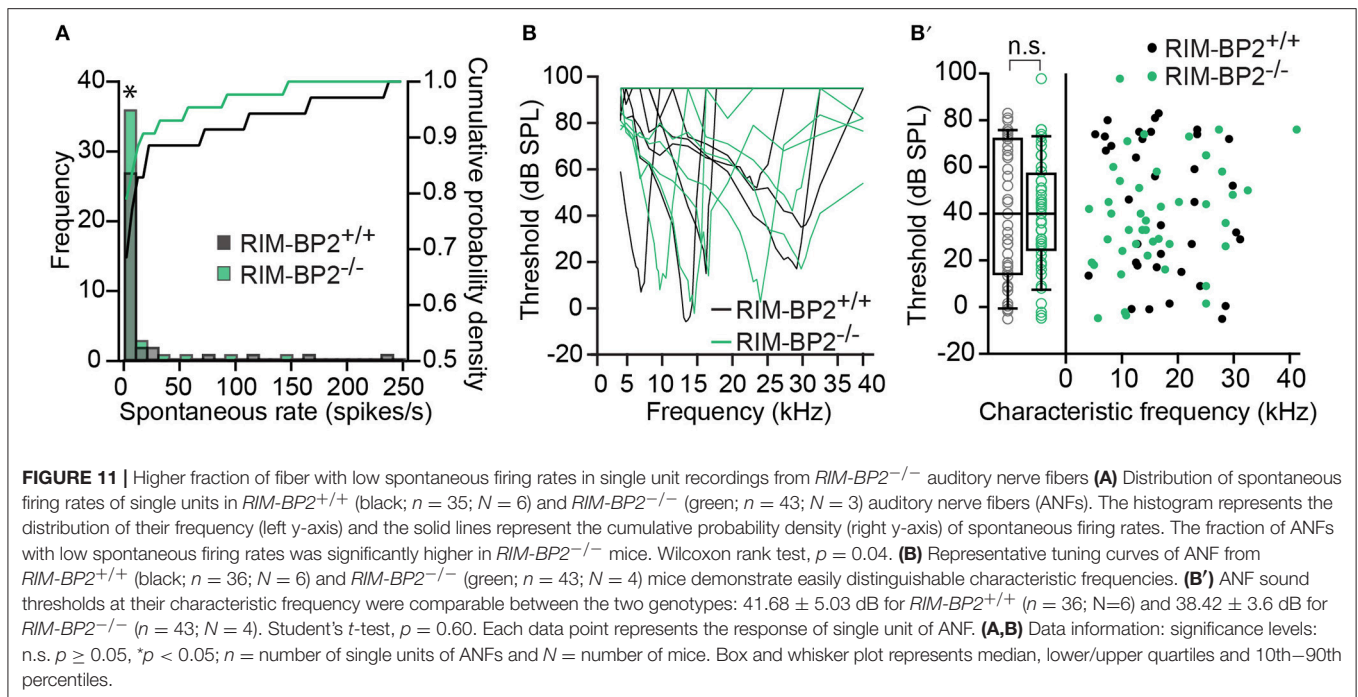 A
B
B′
40
30
20
10
0
Frequency
*
RIM-BP2+/+
RIM-BP2-/-
1.0
0.9
0.8
0.7
0.6
0.5
Cumulative probability density
0 50 100 150 200 250
Spontaneous rate (spikes/s)
100
80
60
40
20
0
-20
Threshold (dB SPL)
RIM-BP2+/+
RIM-BP2-/-
0 5 10 15 20 25 30 35 40
Frequency (kHz)
n.s.
RIM-BP2+/+
RIM-BP2-/-
100
80
60
40
20
0
-20
Threshold (dB SPL)
0 10 20 30 40
Characteristic frequency (kHz)
FIGURE 11 | Higher fraction of fiber with low spontaneous firing rates in single unit recordings from RIM-BP2−/− auditory nerve fibers (A) Distribution of spontaneous
firing rates of single units in RIM-BP2+/+ (black; n = 35; N = 6) and RIM-BP2−/− (green; n = 43; N = 3) auditory nerve fibers (ANFs). The histogram represents the
distribution of their frequency (left y-axis) and the solid lines represent the cumulative probability density (right y-axis) of spontaneous firing rates. The fraction of ANFs
with low spontaneous firing rates was significantly higher in RIM-BP2−/− mice. Wilcoxon rank test, p = 0.04. (B) Representative tuning curves of ANF from
RIM-BP2+/+ (black; n = 36; N = 6) and RIM-BP2−/− (green; n = 43; N = 4) mice demonstrate easily distinguishable characteristic frequencies. (B′) ANF sound
thresholds at their characteristic frequency were comparable between the two genotypes: 41.68 ± 5.03 dB for RIM-BP2+/+ (n = 36; N=6) and 38.42 ± 3.6 dB for
RIM-BP2−/− (n = 43; N = 4). Student's t-test, p = 0.60. Each data point represents the response of single unit of ANF. (A,B) Data information: significance levels:
n.s. p ≥ 0.05, *p < 0.05; n = number of single units of ANFs and N = number of mice. Box and whisker plot represents median, lower/upper quartiles and 10th−90th
percentiles.